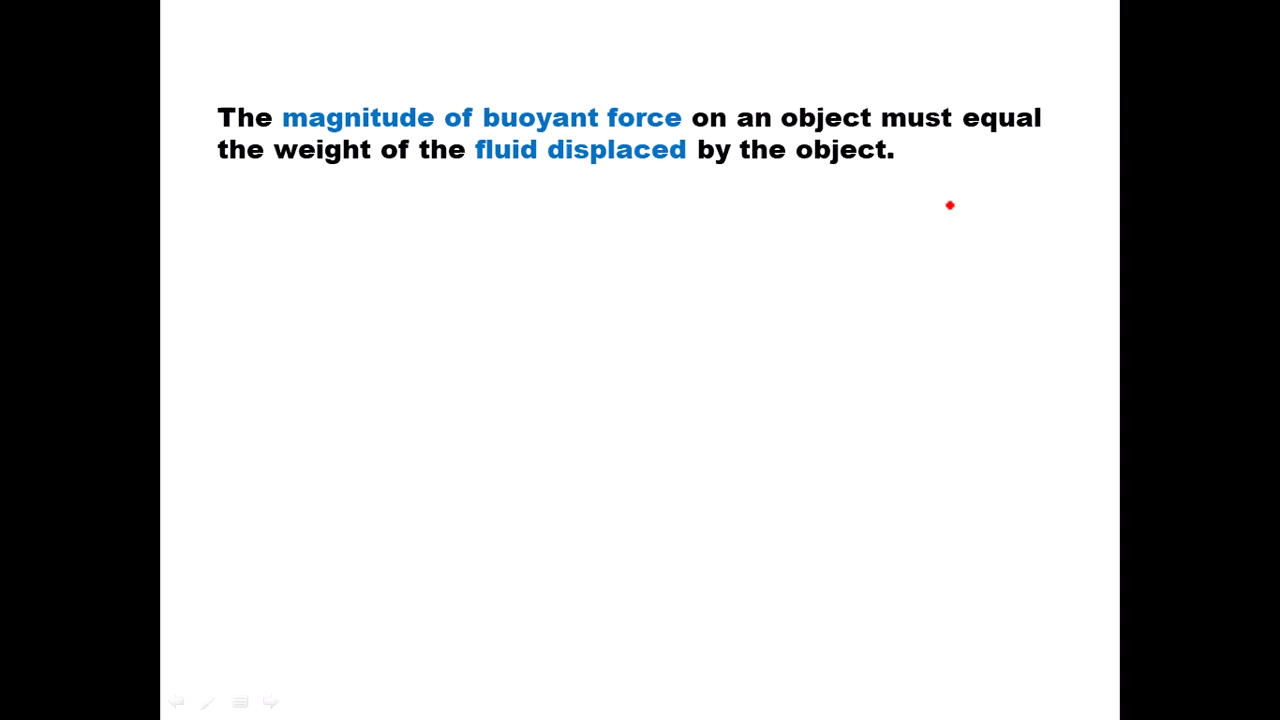 The magnitude of buoyant force on an object must equal
the weight of the fluid displaced by the object.